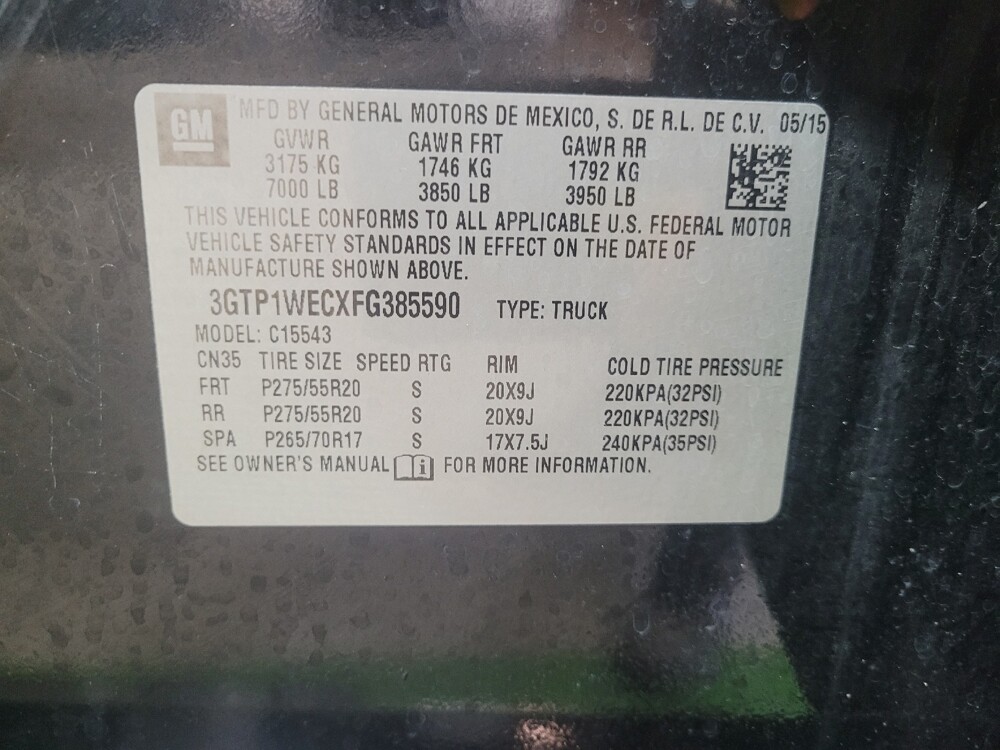 GM MFD BY GENERAL MOTORS DE MEXICO, S. DE R.L. DE C.V. 05/15
GVWR GAWR FRT GAWR RR
3175 KG 1746 KG 1792 KG
7000 LB 3850 LB 3950 LB
THIS VEHICLE CONFORMS TO ALL APPLICABLE U.S. FEDERAL MOTOR
VEHICLE SAFETY STANDARDS IN EFFECT ON THE DATE OF
MANUFACTURE SHOWN ABOVE.
3GTP1WECXFG385590 TYPE: TRUCK
MODEL: C15543
CN35 TIRE SIZE SPEED RTG RIM COLD TIRE PRESSURE
FRT P275/55R20 S 20X9J 220KPA(32PSI)
RR P275/55R20 S 20X9J 220KPA(32PSI)
SPA P265/70R17 S 17X7.5J 240KPA(35PSI)
SEE OWNER'S MANUAL i FOR MORE INFORMATION.